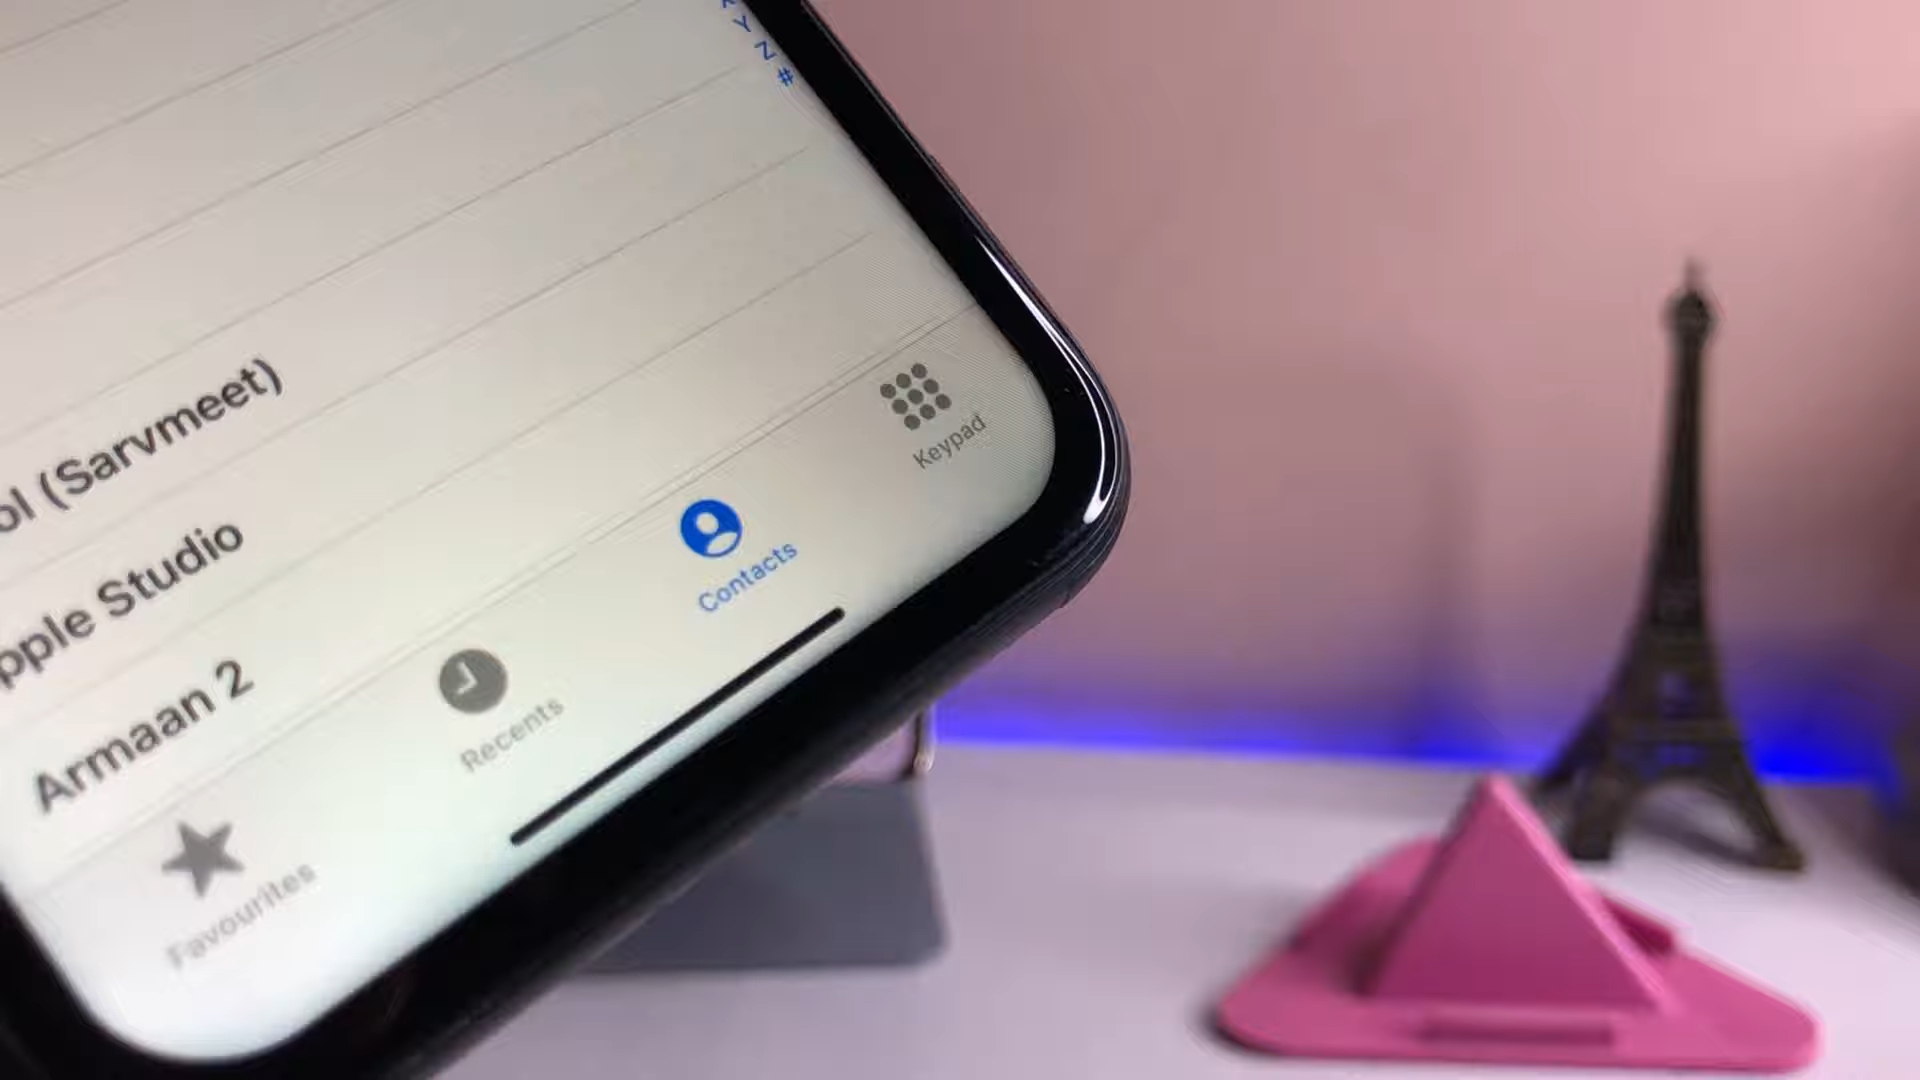 Y
Z
#
ol (Sarvmeet)
pple Studio
Armaan 2
Favourites
Recents
Contacts
Keypad